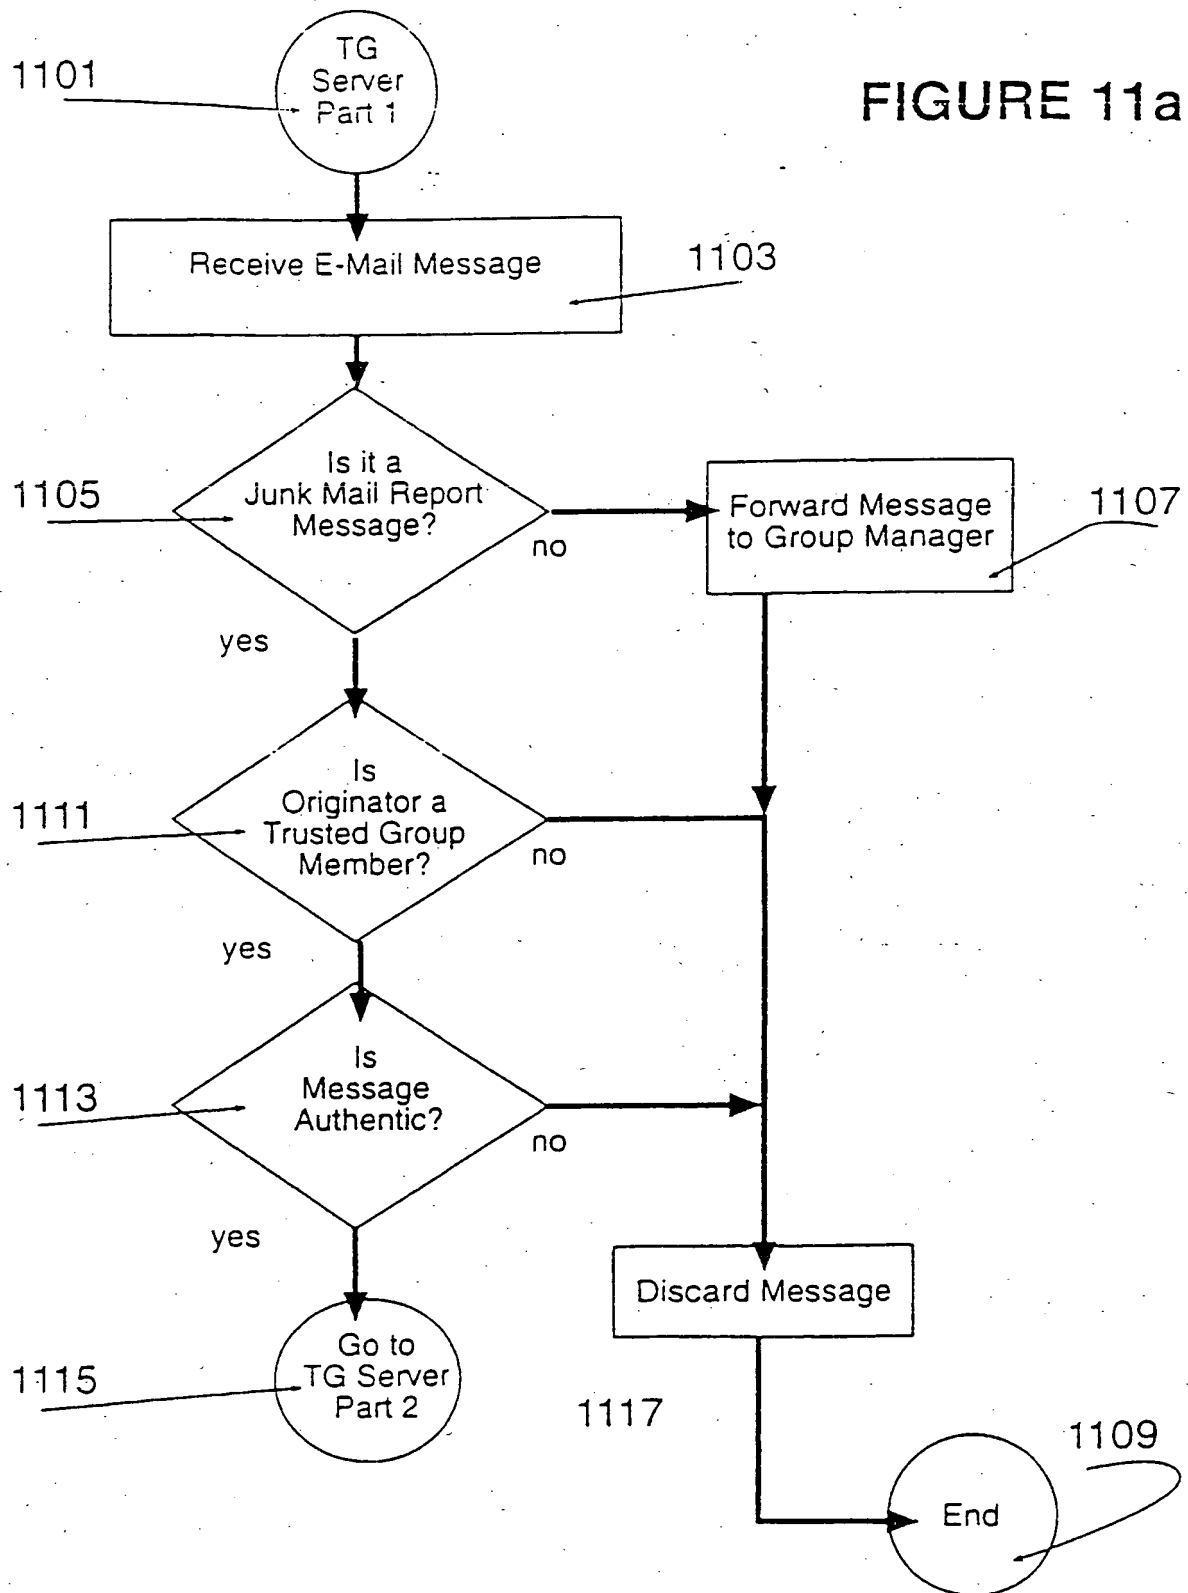 1101
TG
Server
Part 1
FIGURE 11a
Receive E-Mail Message
1103
1105
Is it a
Junk Mail Report
Message?
no
Forward Message
to Group Manager
1107
yes
1111
Is
Originator a
Trusted Group
Member?
no
yes
1113
Is
Message
Authentic?
no
yes
Discard Message
1115
Go to
TG Server
Part 2
1117
1109
End